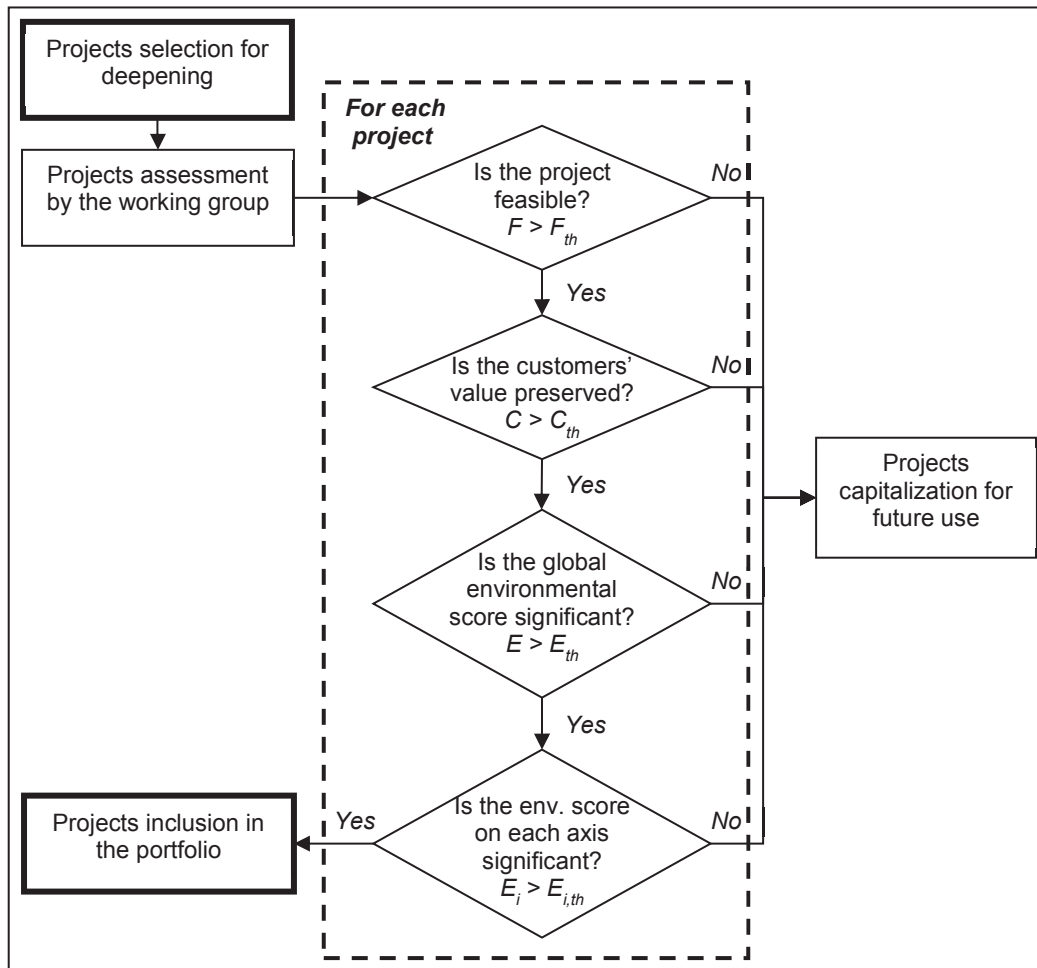 Projects selection for
deepening
Projects assessment
by the working group
For each
project
Is the project
feasible?
F > F_th
No
Yes
Is the customers'
value preserved?
C > C_th
No
Yes
Is the global
environmental
score significant?
E > E_th
No
Yes
Is the env. score
on each axis
significant?
E_i > E_i,th
No
Yes
Projects capitalization for
future use
Projects inclusion in
the portfolio